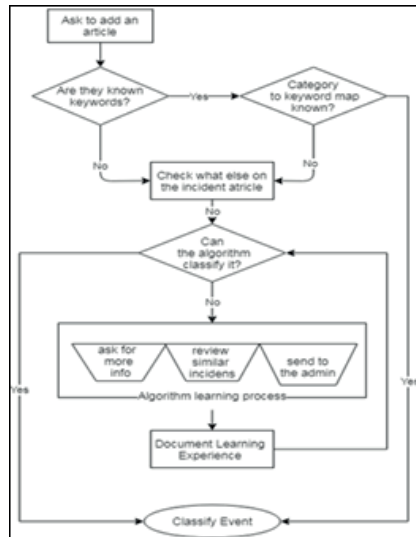 Ask to add an
article
Are they known
keywords?
Yes
Category
to keyword map
known?
No
No
Check what else on
the incident atricle
No
Can
the algorithm
classify it?
No
ask for
more
info
review
similar
incidens
send to
the admin
Yes
Yes
Algorithm learning process
Document Learning
Experience
Classify Event